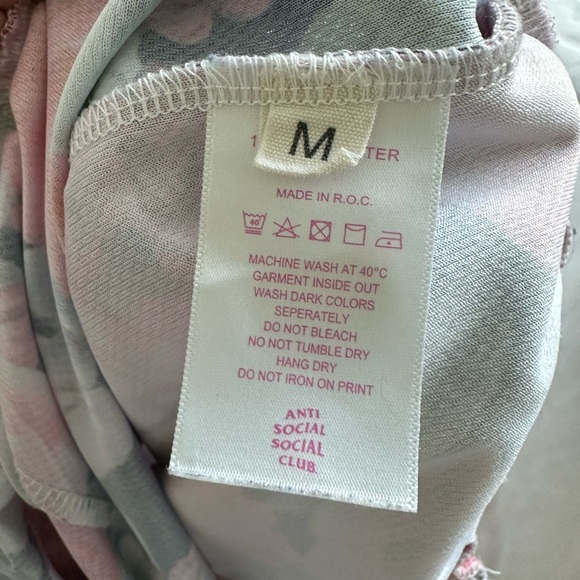 M
MADE IN R.O.C.
40
MACHINE WASH AT 40°C
GARMENT INSIDE OUT
WASH DARK COLORS
SEPERATELY
DO NOT BLEACH
NO NOT TUMBLE DRY
HANG DRY
DO NOT IRON ON PRINT
ANTI
SOCIAL
SOCIAL
CLUB